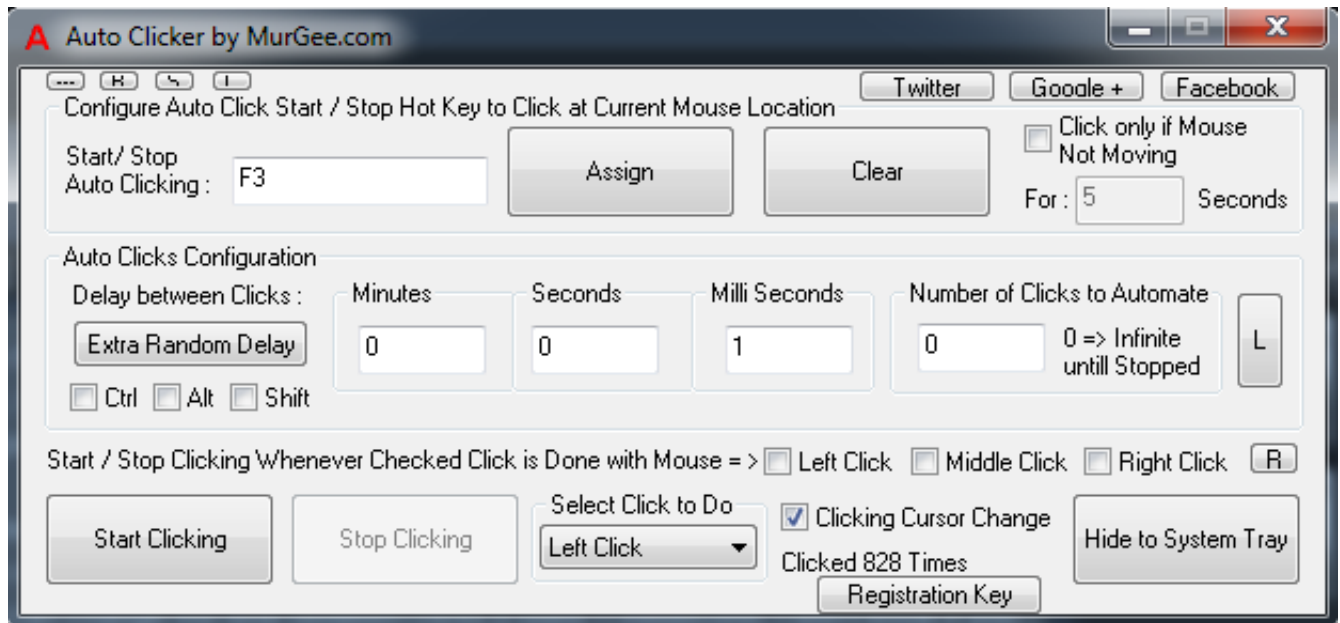 A Auto Clicker by MurGee.com
Twitter Google + Facebook
Configure Auto Click Start / Stop Hot Key to Click at Current Mouse Location
Start/ Stop
Auto Clicking :
F3
Assign
Clear
Click only if Mouse
Not Moving
For : 5 Seconds
Auto Clicks Configuration
Delay between Clicks :
Extra Random Delay
Ctrl Alt Shift
Minutes
0
Seconds
0
Milli Seconds
1
Number of Clicks to Automate
0
0 => Infinite
untill Stopped
L
Start / Stop Clicking Whenever Checked Click is Done with Mouse = > Left Click Middle Click Right Click R
Start Clicking
Stop Clicking
Select Click to Do
Left Click
Clicking Cursor Change
Clicked 828 Times
Registration Key
Hide to System Tray